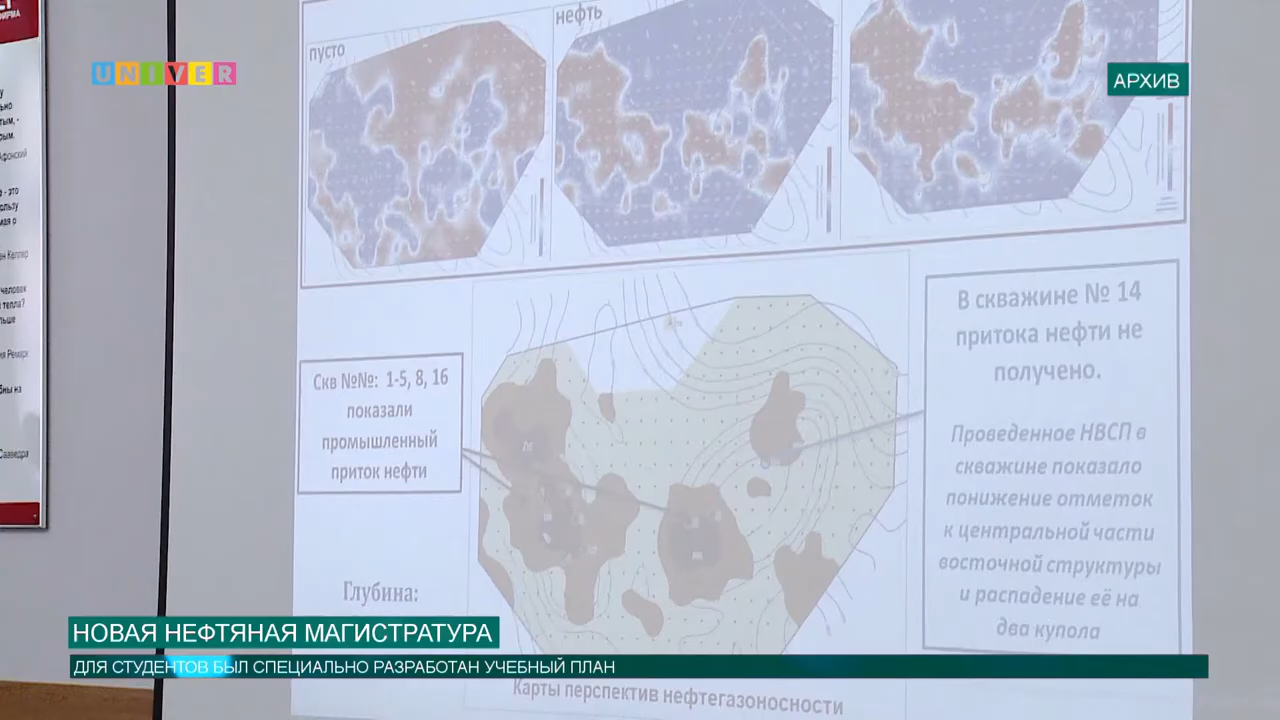 UNIVER
АРХИВ
пусто
нефть
В скважине № 14
притока нефти не
получено.
Проведенное НВСП в
скважине показало
понижение отметок
к центральной части
восточной структуры
и распадение её на
два купола
Скв №№: 1-5, 8, 16
показали
промышленный
приток нефти
Глубина:
Карты перспектив нефтегазоносности
НОВАЯ НЕФТЯНАЯ МАГИСТРАТУРА
ДЛЯ СТУДЕНТОВ БЫЛ СПЕЦИАЛЬНО РАЗРАБОТАН УЧЕБНЫЙ ПЛАН